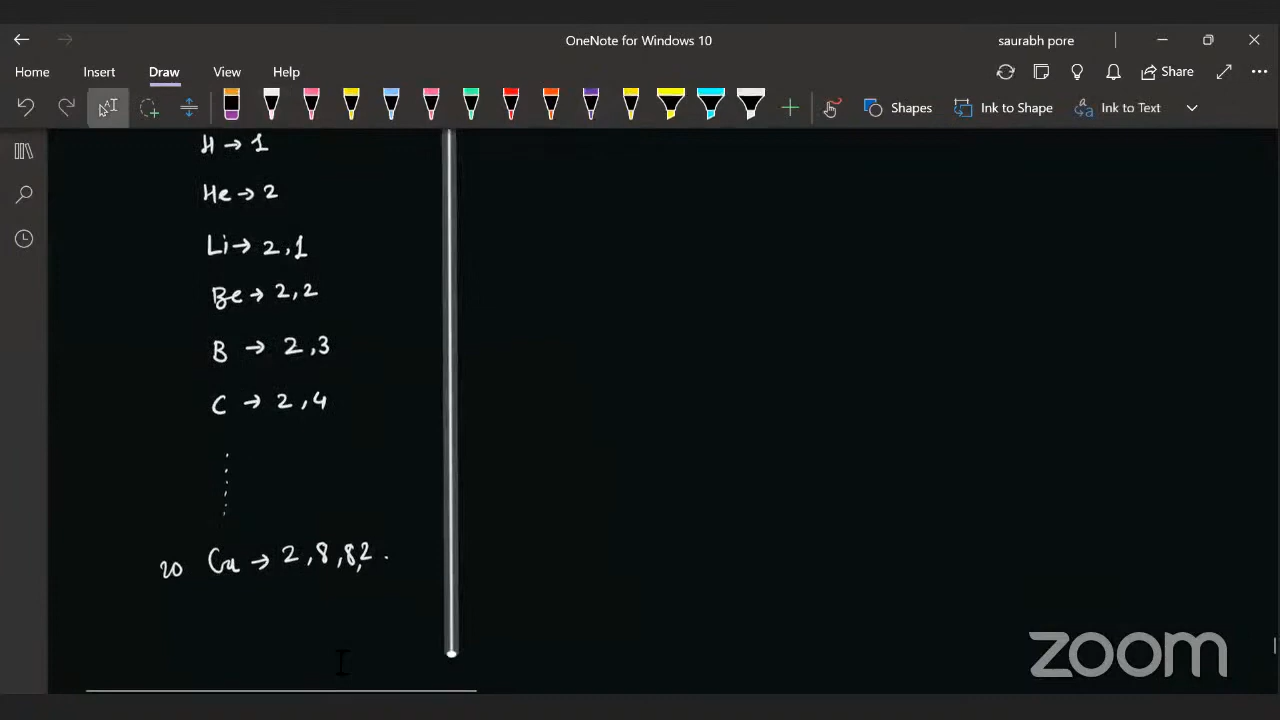 OneNote for Windows 10
saurabh pore
Home Insert Draw View Help
Share
Shapes Ink to Shape Ink to Text
H → 1
He → 2
Li → 2,1
Be → 2,2
B → 2,3
C → 2,4
20 Ca → 2,8,8,2.
zoom